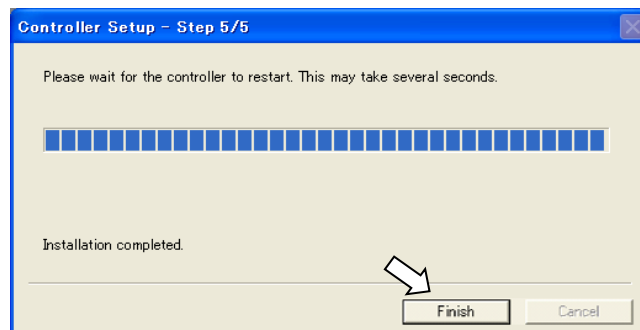 Controller Setup - Step 5/5
Please wait for the controller to restart. This may take several seconds.
Installation completed.
Finish
Cancel